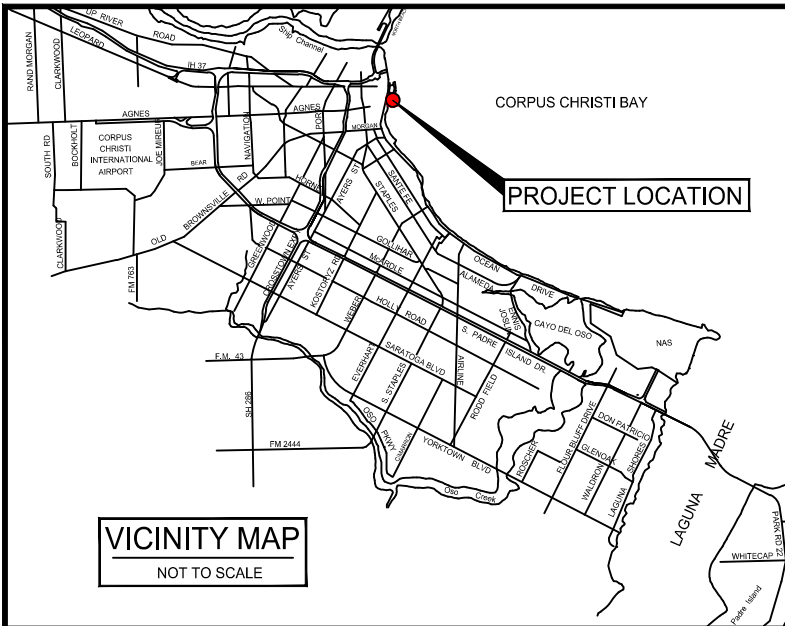 UP RIVER
ROAD
LEOPARD
RAND MORGAN
CLARKWOOD
IH 37
Ship Channel
CORPUS CHRISTI BAY
AGNES
AGNES
PORT
MORGAN
NAVIGATION
SOUTH RD
BOCKHOLT
CORPUS
CHRISTI
INTERNATIONAL
AIRPORT
JOE MIREUR
BEAR
BROWNSVILLE
RD
HORNE
AYERS ST
STAPLES
SANTA FE
W. POINT
PROJECT LOCATION
CLARKWOOD
OLD
FM 763
GREENWOOD
CROSSTOWN EXPY
AYERS ST
KOSTORYZ RD
GOLLIHAR
McARDLE
WEBER
ALAMEDA
OCEAN
DRIVE
ENNIS
JOSLIN
CAYO DEL OSO
NAS
HOLLY
ROAD
S. PADRE
ISLAND DR
F.M. 43
SH 286
EVERHART
SARATOGA BLVD
S. STAPLES
AIRLINE
RODD FIELD
OSO
PKWY
CIMARRON
FM 2444
YORKTOWN BLVD
Oso Creek
ROSCHER
FLOUR BLUFF DRIVE
DON PATRICIO
GLENOAK
WALDRON
LAGUNA
SHORES
LAGUNA
MADRE
PARK RD 22
WHITECAP
Padre Island
VICINITY MAP
NOT TO SCALE